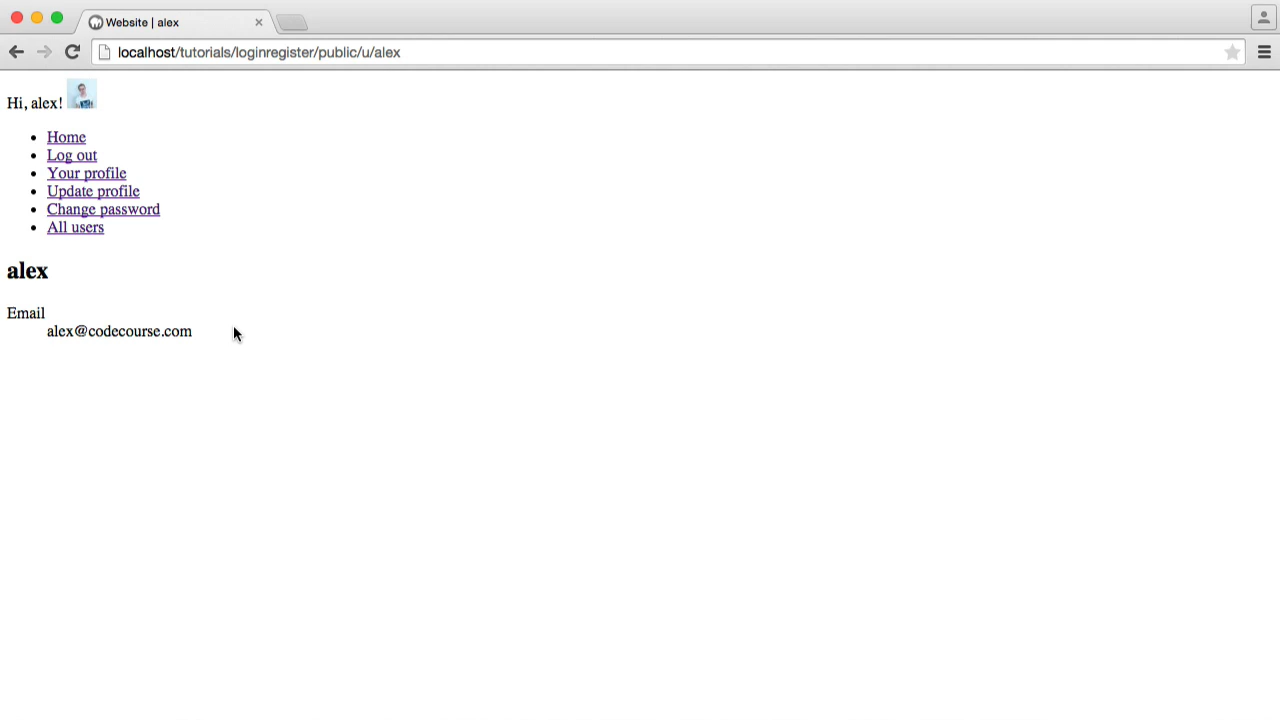 Website | alex
localhost/tutorials/loginregister/public/u/alex
Hi, alex!
Home
Log out
Your profile
Update profile
Change password
All users
alex
Email
alex@codecourse.com